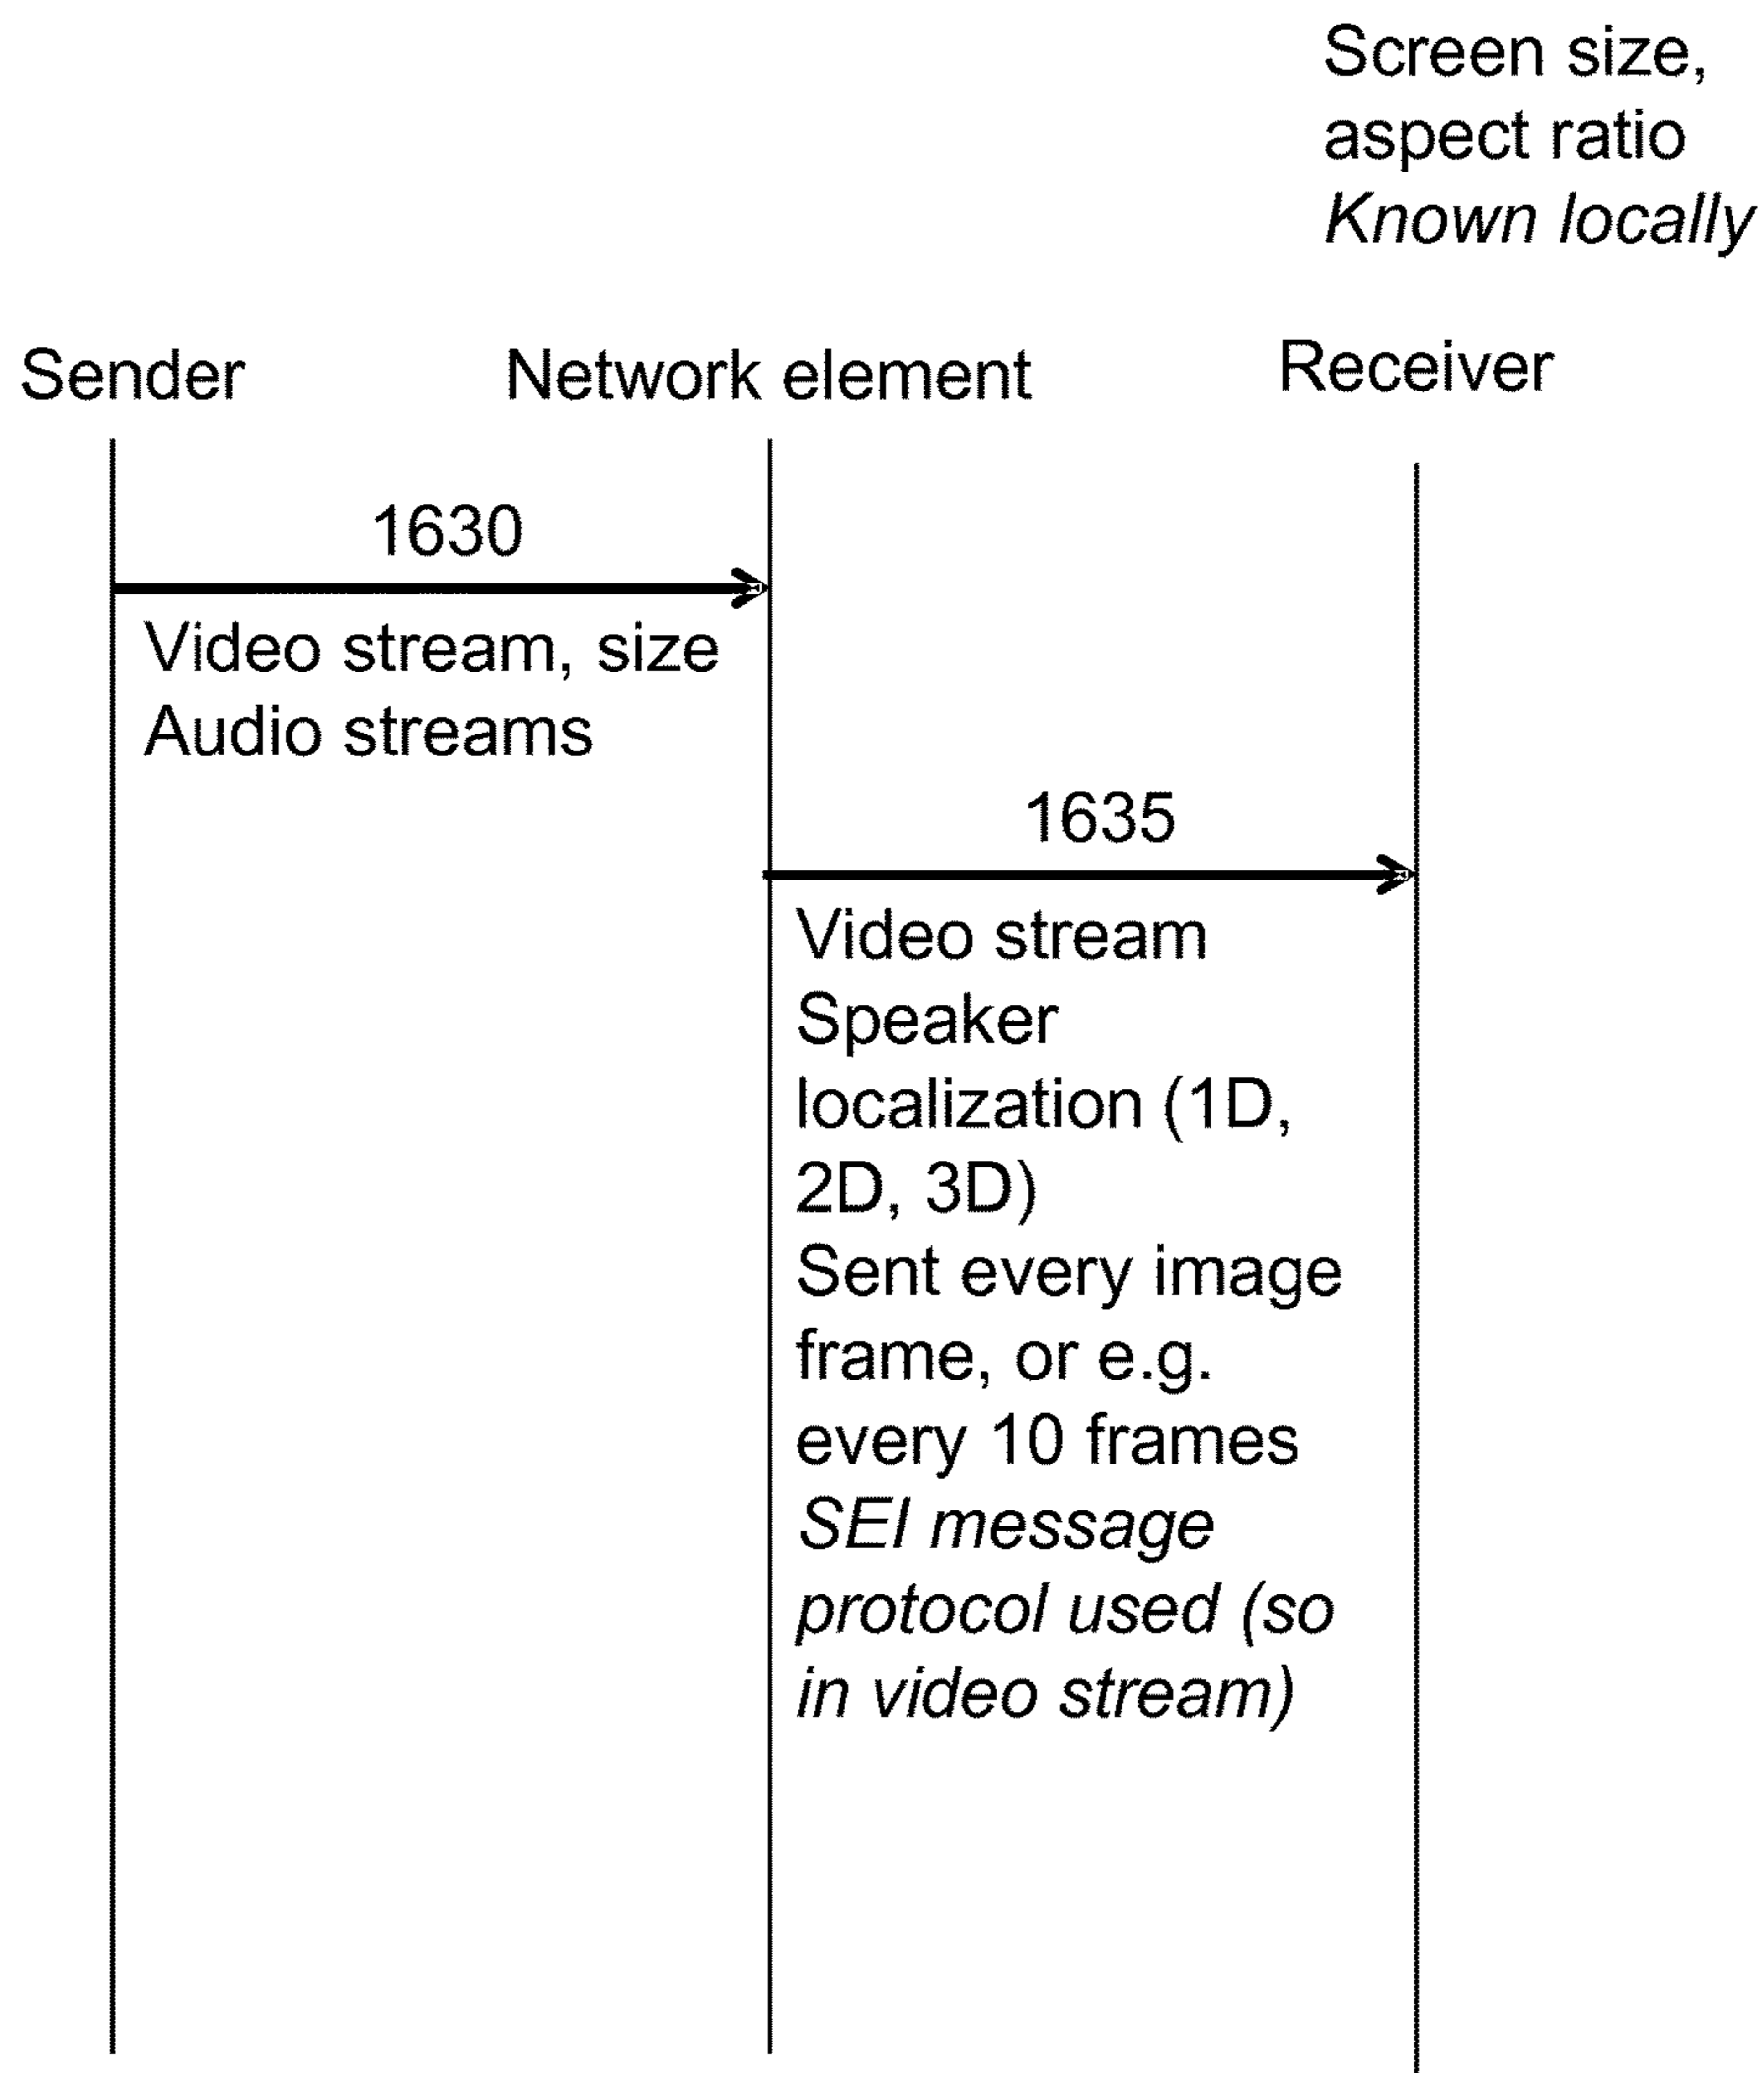 Screen size,
aspect ratio
Known locally
Sender
Network element
Receiver
1630
Video stream, size
Audio streams
1635
Video stream
Speaker
localization (1D,
2D, 3D)
Sent every image
frame, or e.g.
every 10 frames
SEI message
protocol used (so
in video stream)